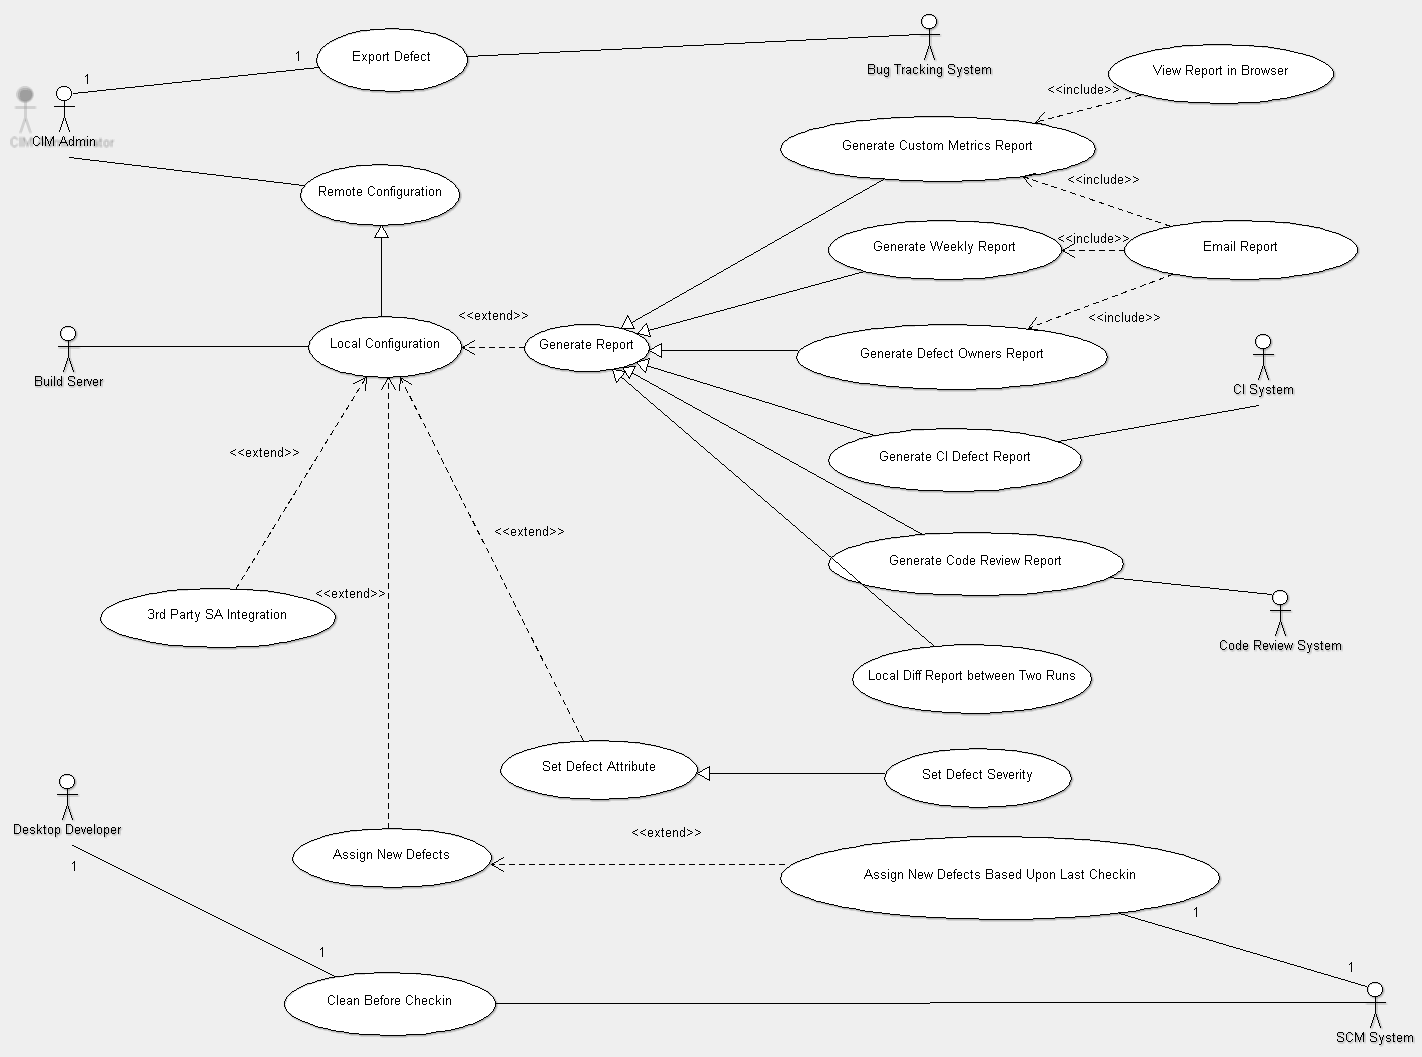 Export Defect
1
1
Bug Tracking System
View Report in Browser
<<include>>
CIM Admin
Generate Custom Metrics Report
<<include>>
Remote Configuration
Generate Weekly Report
<<include>>
Email Report
<<extend>>
<<include>>
Local Configuration
Generate Report
Generate Defect Owners Report
Build Server
CI System
<<extend>>
Generate CI Defect Report
<<extend>>
Generate Code Review Report
<<extend>>
3rd Party SA Integration
Code Review System
Local Diff Report between Two Runs
Set Defect Attribute
Set Defect Severity
Desktop Developer
<<extend>>
Assign New Defects
1
Assign New Defects Based Upon Last Checkin
1
1
1
Clean Before Checkin
SCM System